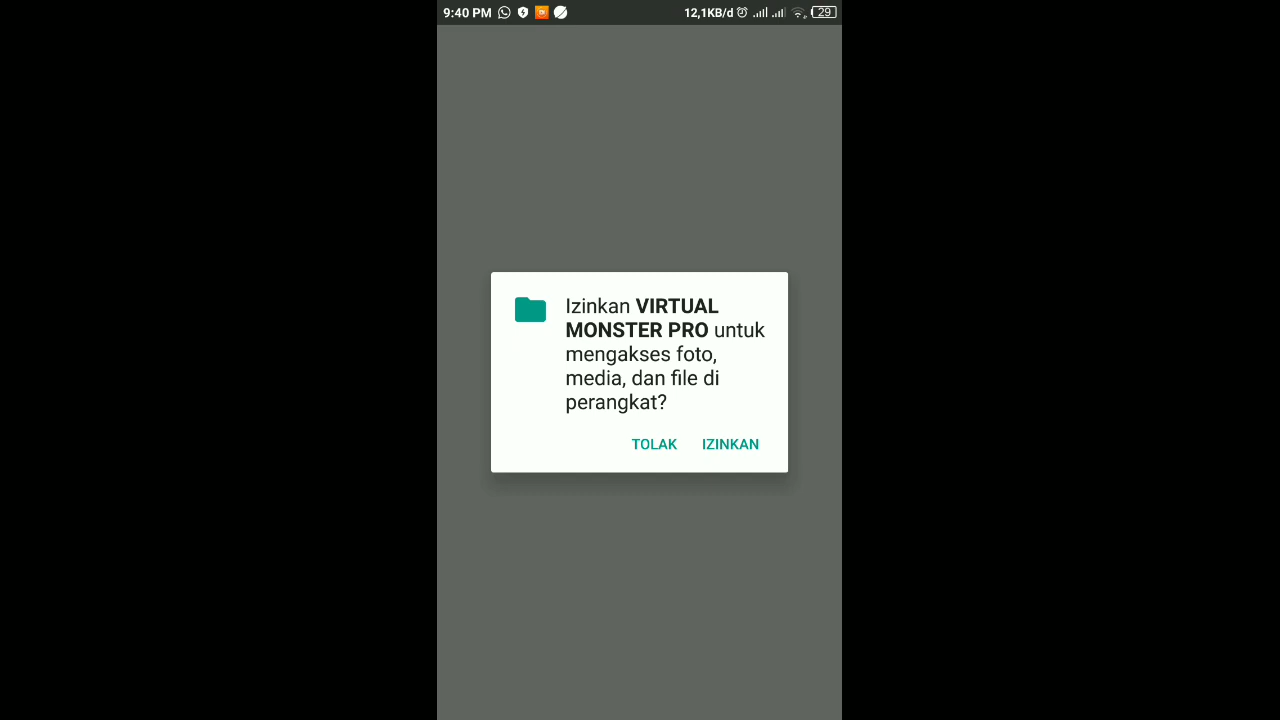 9:40 PM 12,1KB/d 29
Izinkan VIRTUAL
MONSTER PRO untuk
mengakses foto,
media, dan file di
perangkat?
TOLAK IZINKAN